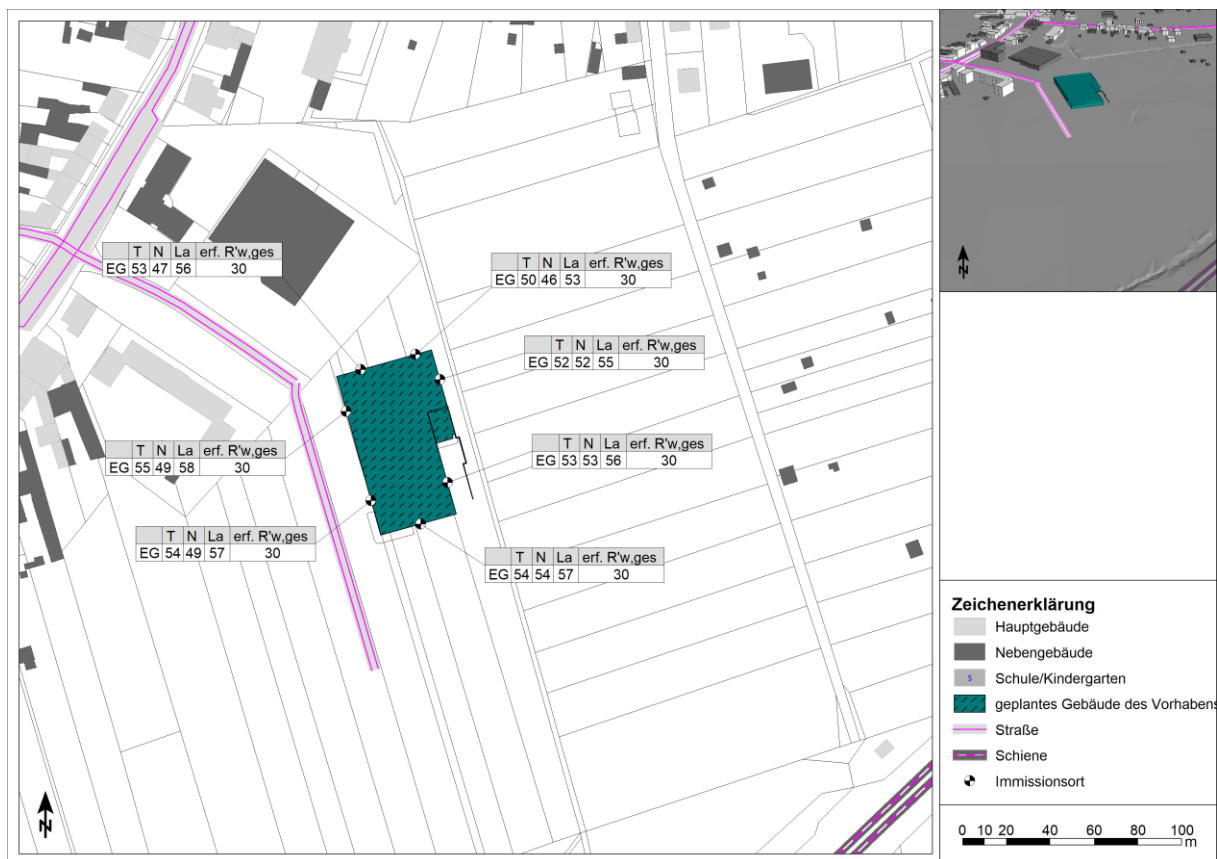 T N La erf. R'w,ges
EG 53 47 56 30
T N La erf. R'w,ges
EG 50 46 53 30
T N La erf. R'w,ges
EG 52 52 55 30
T N La erf. R'w,ges
EG 55 49 58 30
T N La erf. R'w,ges
EG 53 53 56 30
T N La erf. R'w,ges
EG 54 49 57 30
T N La erf. R'w,ges
EG 54 54 57 30
N
N
Zeichenerklärung
Hauptgebäude
Nebengebäude
S Schule/Kindergarten
geplantes Gebäude des Vorhabens
Straße
Schiene
Immissionsort
0 10 20 40 60 80 100
m